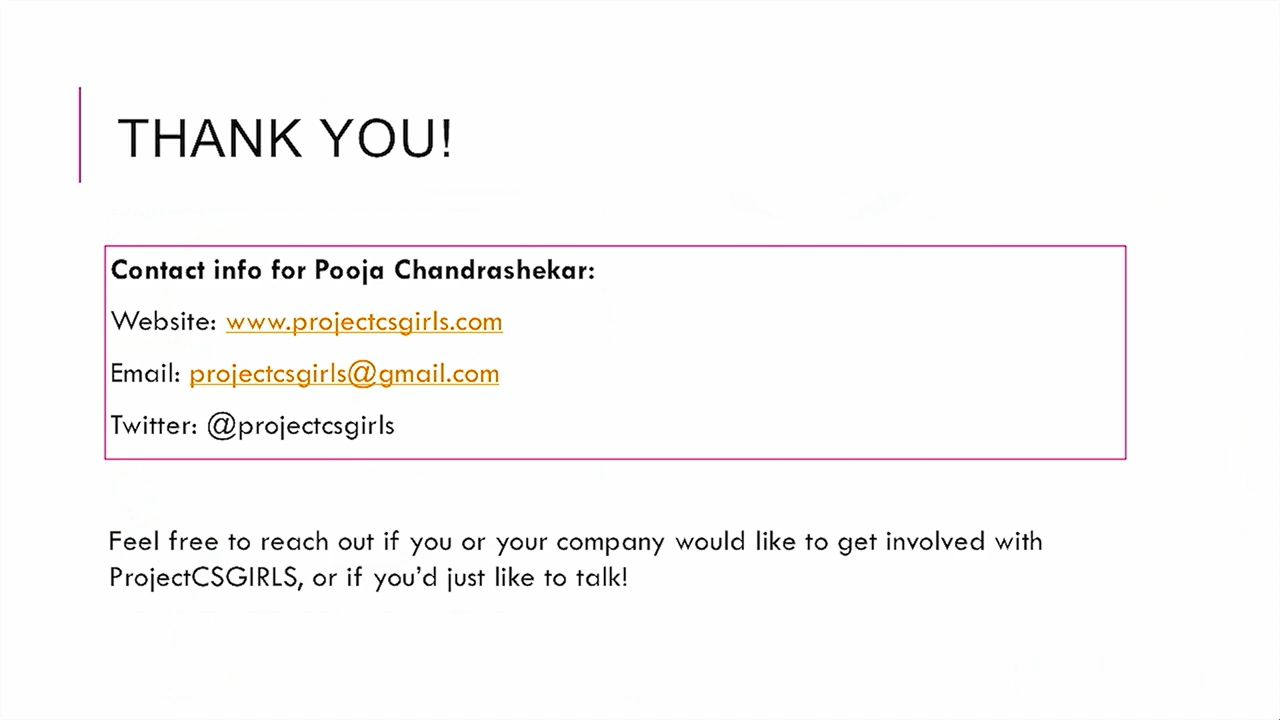 THANK YOU!
Contact info for Pooja Chandrashekar:
Website: www.projectcsgirls.com
Email: projectcsgirls@gmail.com
Twitter: @projectcsgirls
Feel free to reach out if you or your company would like to get involved with
ProjectCSGIRLS, or if you’d just like to talk!